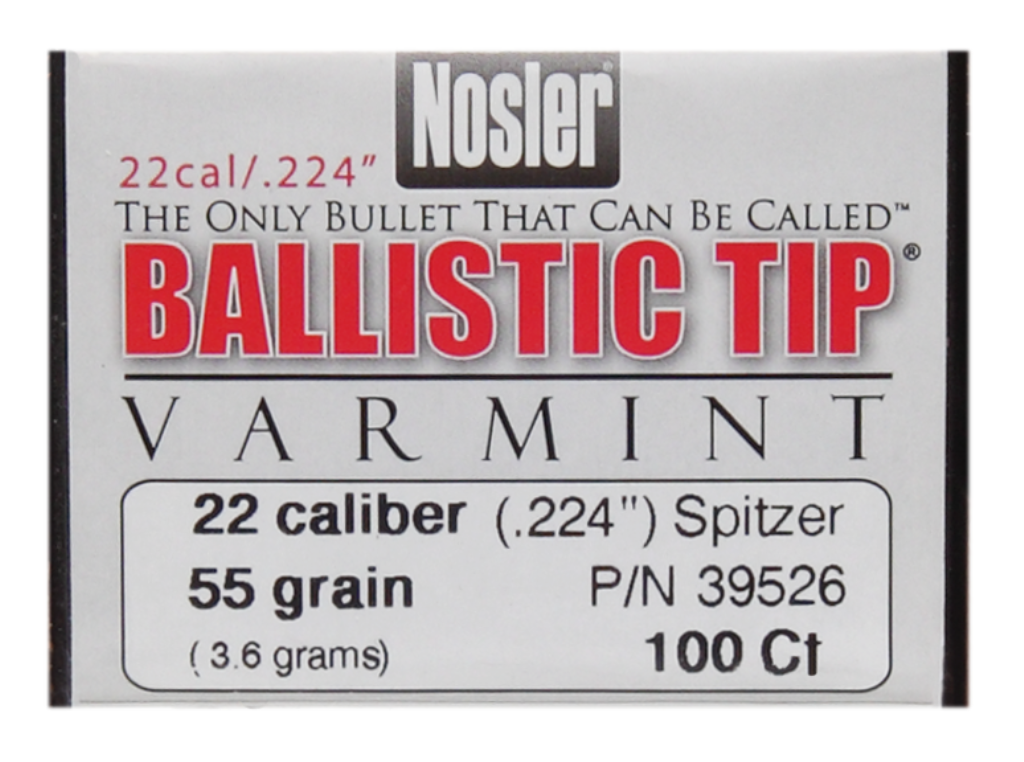 Nosler®
22cal/.224”
THE ONLY BULLET THAT CAN BE CALLED™
BALLISTIC TIP®
VARMINT
22 caliber (.224") Spitzer
55 grain P/N 39526
( 3.6 grams) 100 Ct